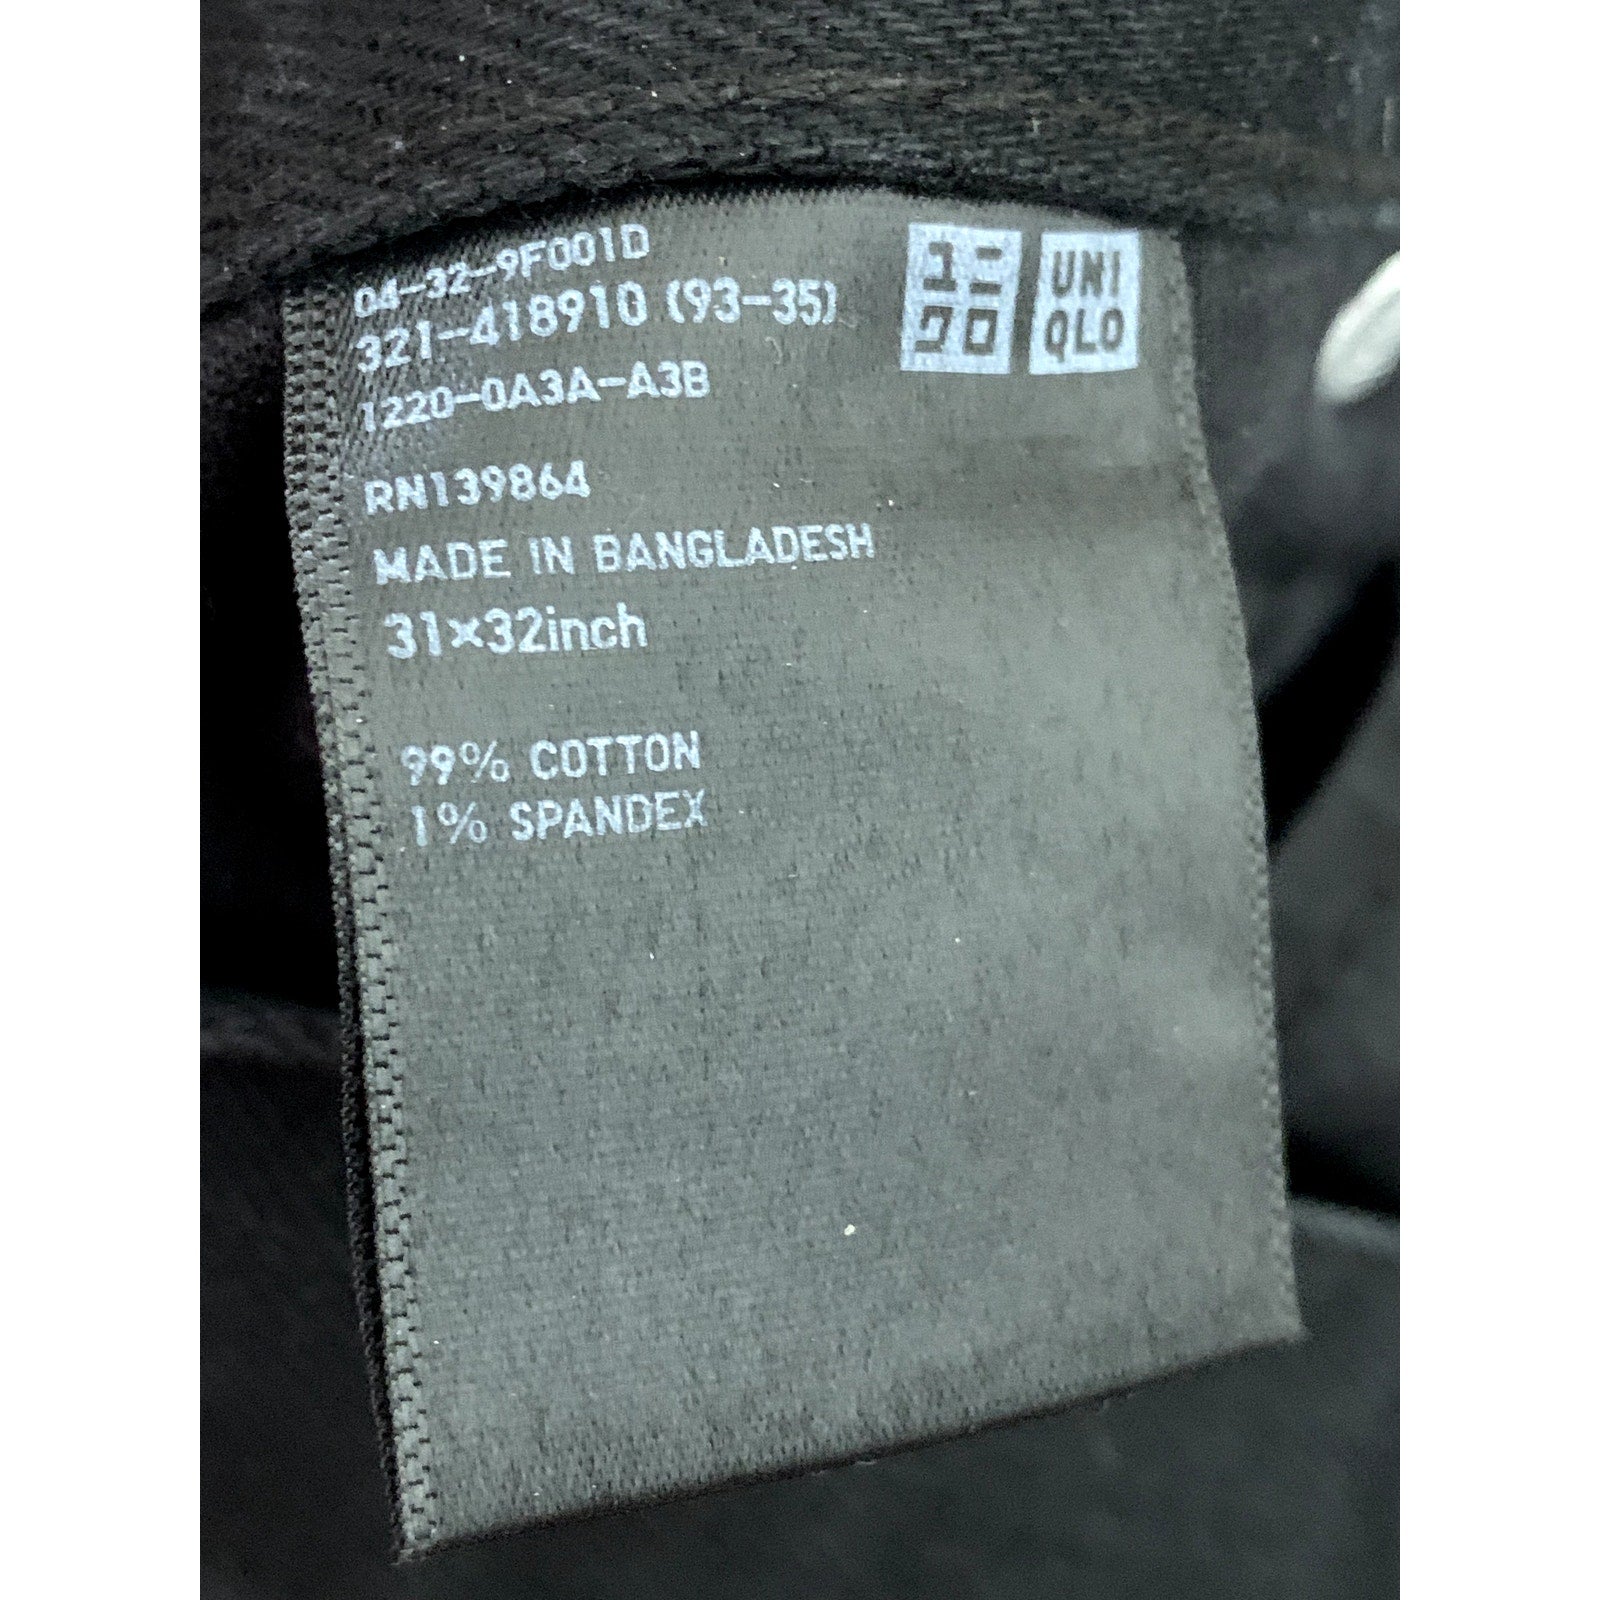 04-32-9F001D
321-418910 (93-35)
1220-0A3A-A3B
ユニ
クロ
UNI
QLO
RN139864
MADE IN BANGLADESH
31×32inch
99% COTTON
1% SPANDEX